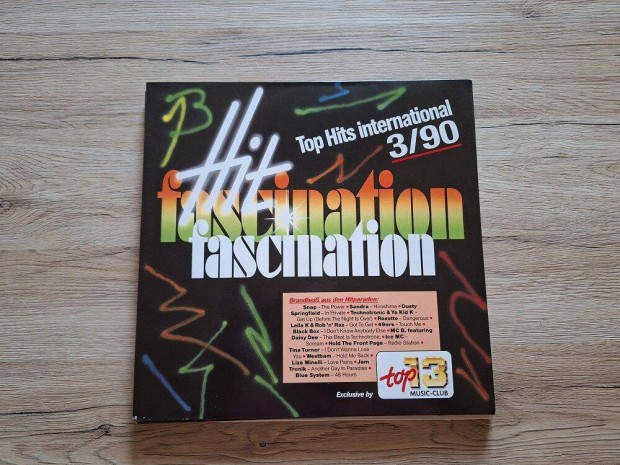 Top Hits international
3/90
Hit
fascination
fascination
Brandheiß aus den Hitparaden:
Snap – The Power • Sandra – Hiroshima • Dusty
Springfield – In Private • Technotronic & Ya Kid K –
Get Up (Before The Night Is Over) • Roxette – Dangerous •
Leila K & Rob 'n' Raz – Got To Get • 49ers – Touch Me •
Black Box – I Don't Know Anybody Else • MC B. featuring
Daisy Dee – This Beat Is Technotronic • Ice MC –
Scream • Hold The Front Page – Radio Station •
Tina Turner – I Don't Wanna Lose
You • Westbam – Hold Me Back •
Liza Minelli – Love Pains • Jam
Tronik – Another Day In Paradise •
Blue System – 48 Hours
Exclusive by
top 13
MUSIC-CLUB